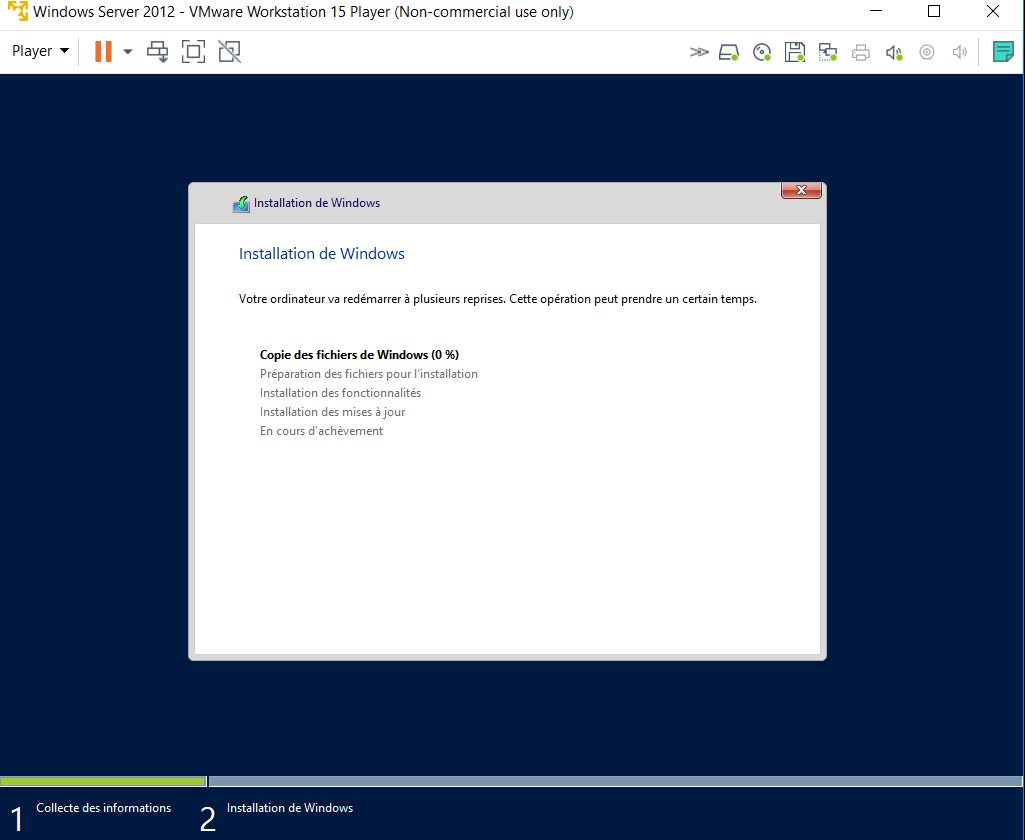 Windows Server 2012 - VMware Workstation 15 Player (Non-commercial use only)
Player
Installation de Windows
Installation de Windows
Votre ordinateur va redémarrer à plusieurs reprises. Cette opération peut prendre un certain temps.
Copie des fichiers de Windows (0 %)
Préparation des fichiers pour l'installation
Installation des fonctionnalités
Installation des mises à jour
En cours d'achèvement
1 Collecte des informations
2 Installation de Windows